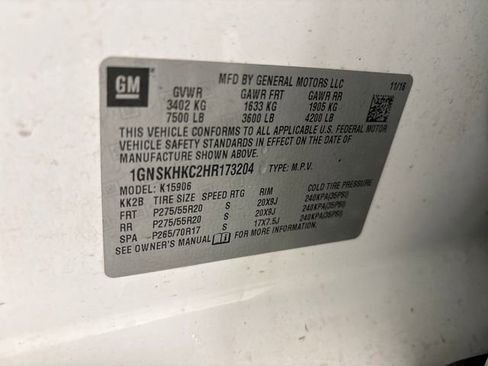 GM
MFD BY GENERAL MOTORS LLC 11/16
GVWR GAWR FRT GAWR RR
3402 KG 1633 KG 1905 KG
7500 LB 3600 LB 4200 LB
THIS VEHICLE CONFORMS TO ALL APPLICABLE U.S. FEDERAL MOTOR
VEHICLE SAFETY STANDARDS IN EFFECT ON THE DATE OF
MANUFACTURE SHOWN ABOVE.
1GNSKHKC2HR173204 TYPE: M.P.V.
MODEL: K15906
KK2B TIRE SIZE SPEED RTG RIM COLD TIRE PRESSURE
FRT P275/55R20 20X9J 240KPA(35PSI)
RR P275/55R20 20X9J 240KPA(35PSI)
SPA P265/70R17 17X7.5J 240KPA(35PSI)
SEE OWNER'S MANUAL FOR MORE INFORMATION